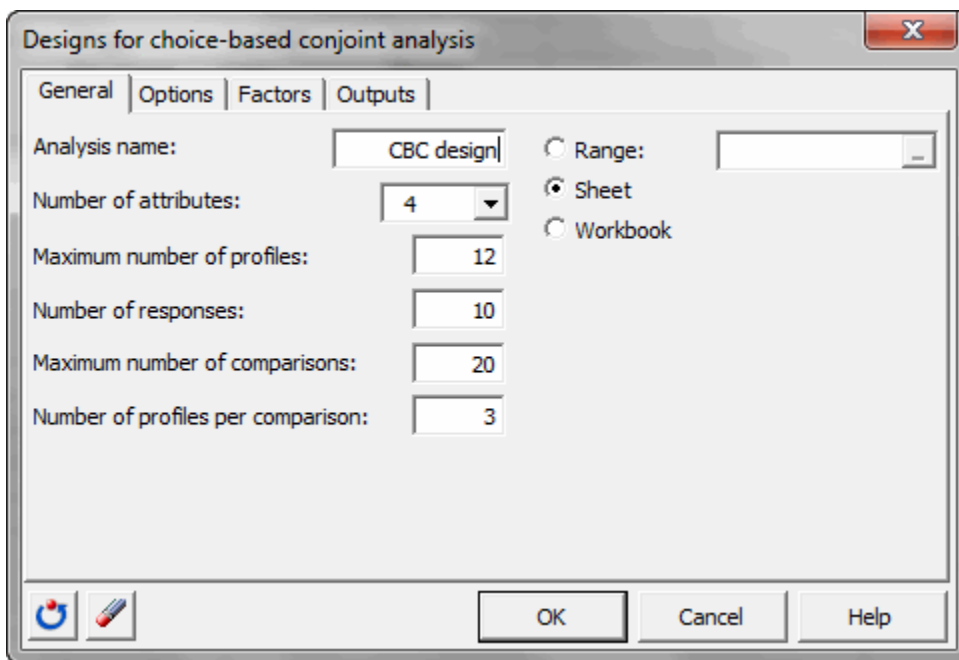 Designs for choice-based conjoint analysis
General Options Factors Outputs
Analysis name: CBC design
Range: _
Number of attributes: 4
Sheet
Workbook
Maximum number of profiles: 12
Number of responses: 10
Maximum number of comparisons: 20
Number of profiles per comparison: 3
OK Cancel Help